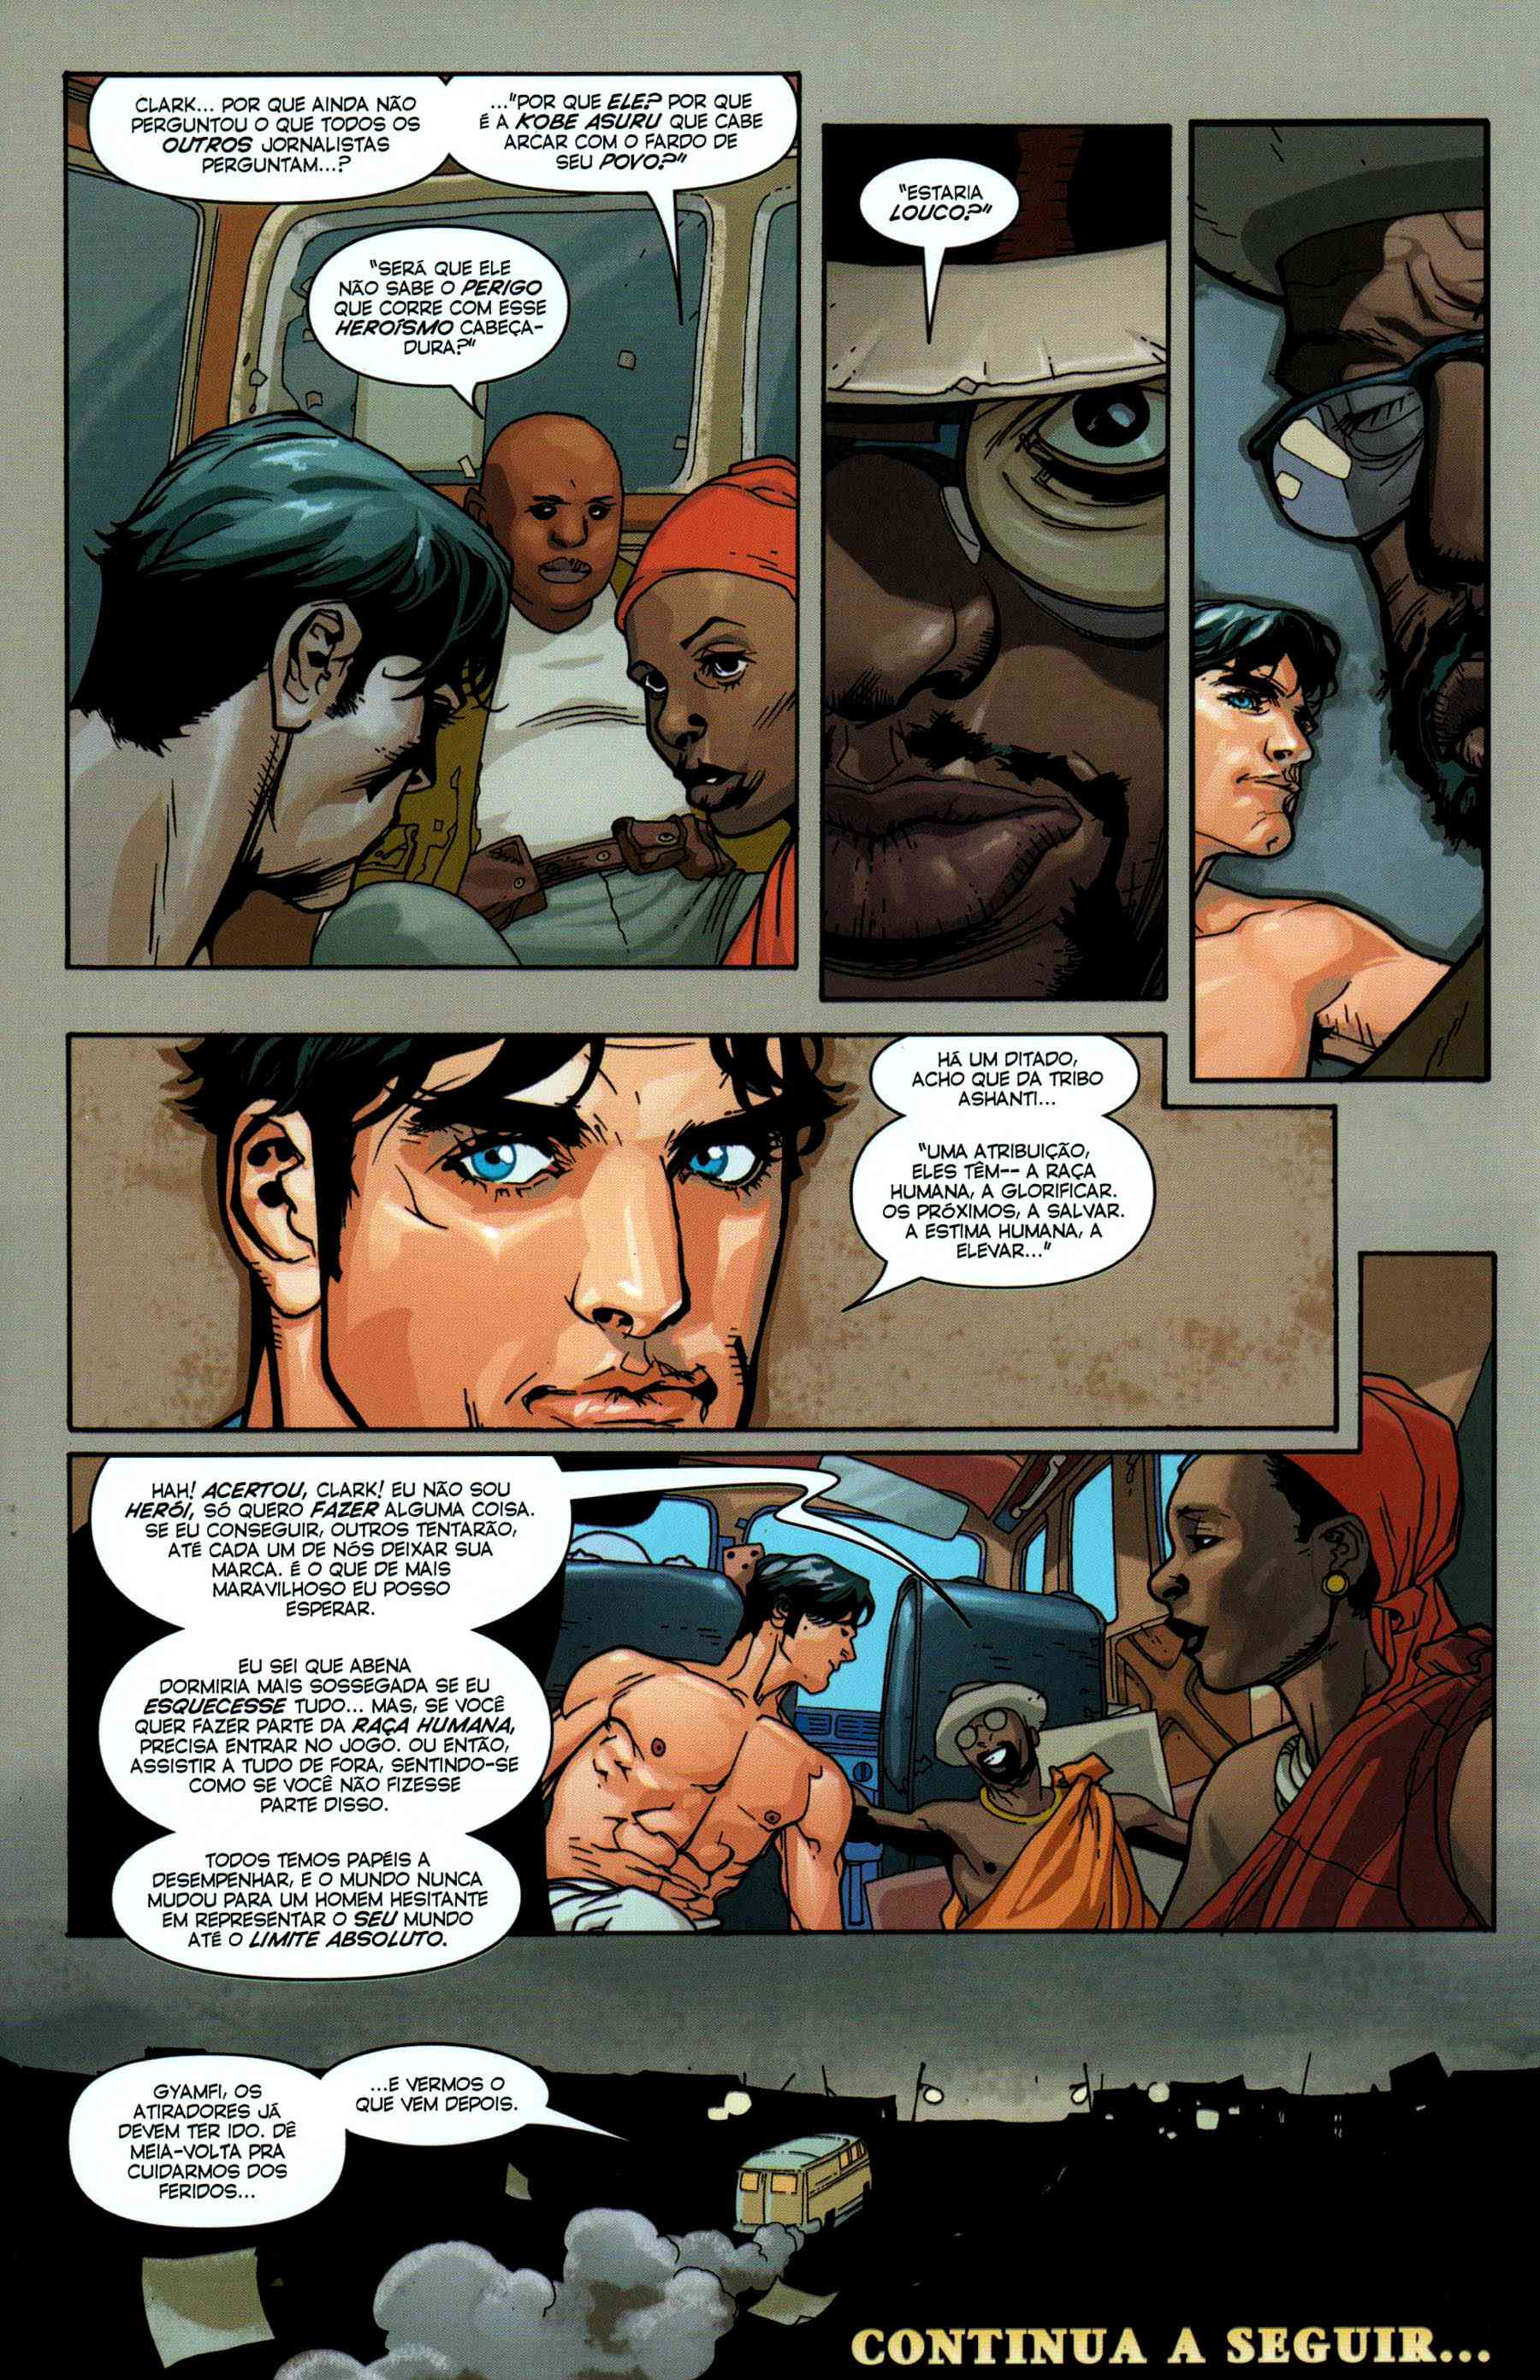 CLARK... POR QUE AINDA NÃO
PERGUNTOU O QUE TODOS OS
OUTROS JORNALISTAS
PERGUNTAM...?
..."POR QUE ELE? POR QUE
É A KOBE ASURU QUE CABE
ARCAR COM O FARDO DE
SEU POVO?"
"SERÁ QUE ELE
NÃO SABE O PERIGO
QUE CORRE COM ESSE
HEROÍSMO CABEÇA-
DURA?"
"ESTARIA
LOUCO?"
HÁ UM DITADO,
ACHO QUE DA TRIBO
ASHANTI...
"UMA ATRIBUIÇÃO,
ELES TÊM-- A RAÇA
HUMANA, A GLORIFICAR.
OS PRÓXIMOS, A SALVAR.
A ESTIMA HUMANA, A
ELEVAR..."
HAH! ACERTOU, CLARK! EU NÃO SOU
HERÓI, SÓ QUERO FAZER ALGUMA COISA.
SE EU CONSEGUIR, OUTROS TENTARÃO,
ATÉ CADA UM DE NÓS DEIXAR SUA
MARCA. É O QUE DE MAIS
MARAVILHOSO EU POSSO
ESPERAR.
EU SEI QUE ABENA
DORMIRIA MAIS SOSSEGADA SE EU
ESQUECESSE TUDO... MAS, SE VOCÊ
QUER FAZER PARTE DA RAÇA HUMANA,
PRECISA ENTRAR NO JOGO. OU ENTÃO,
ASSISTIR A TUDO DE FORA, SENTINDO-SE
COMO SE VOCÊ NÃO FIZESSE
PARTE DISSO.
TODOS TEMOS PAPÉIS A
DESEMPENHAR, E O MUNDO NUNCA
MUDOU PARA UM HOMEM HESITANTE
EM REPRESENTAR O SEU MUNDO
ATÉ O LIMITE ABSOLUTO.
GYAMFI, OS
ATIRADORES JÁ
DEVEM TER IDO. DÊ
MEIA-VOLTA PRA
CUIDARMOS DOS
FERIDOS...
...E VERMOS O
QUE VEM DEPOIS.
CONTINUA A SEGUIR...